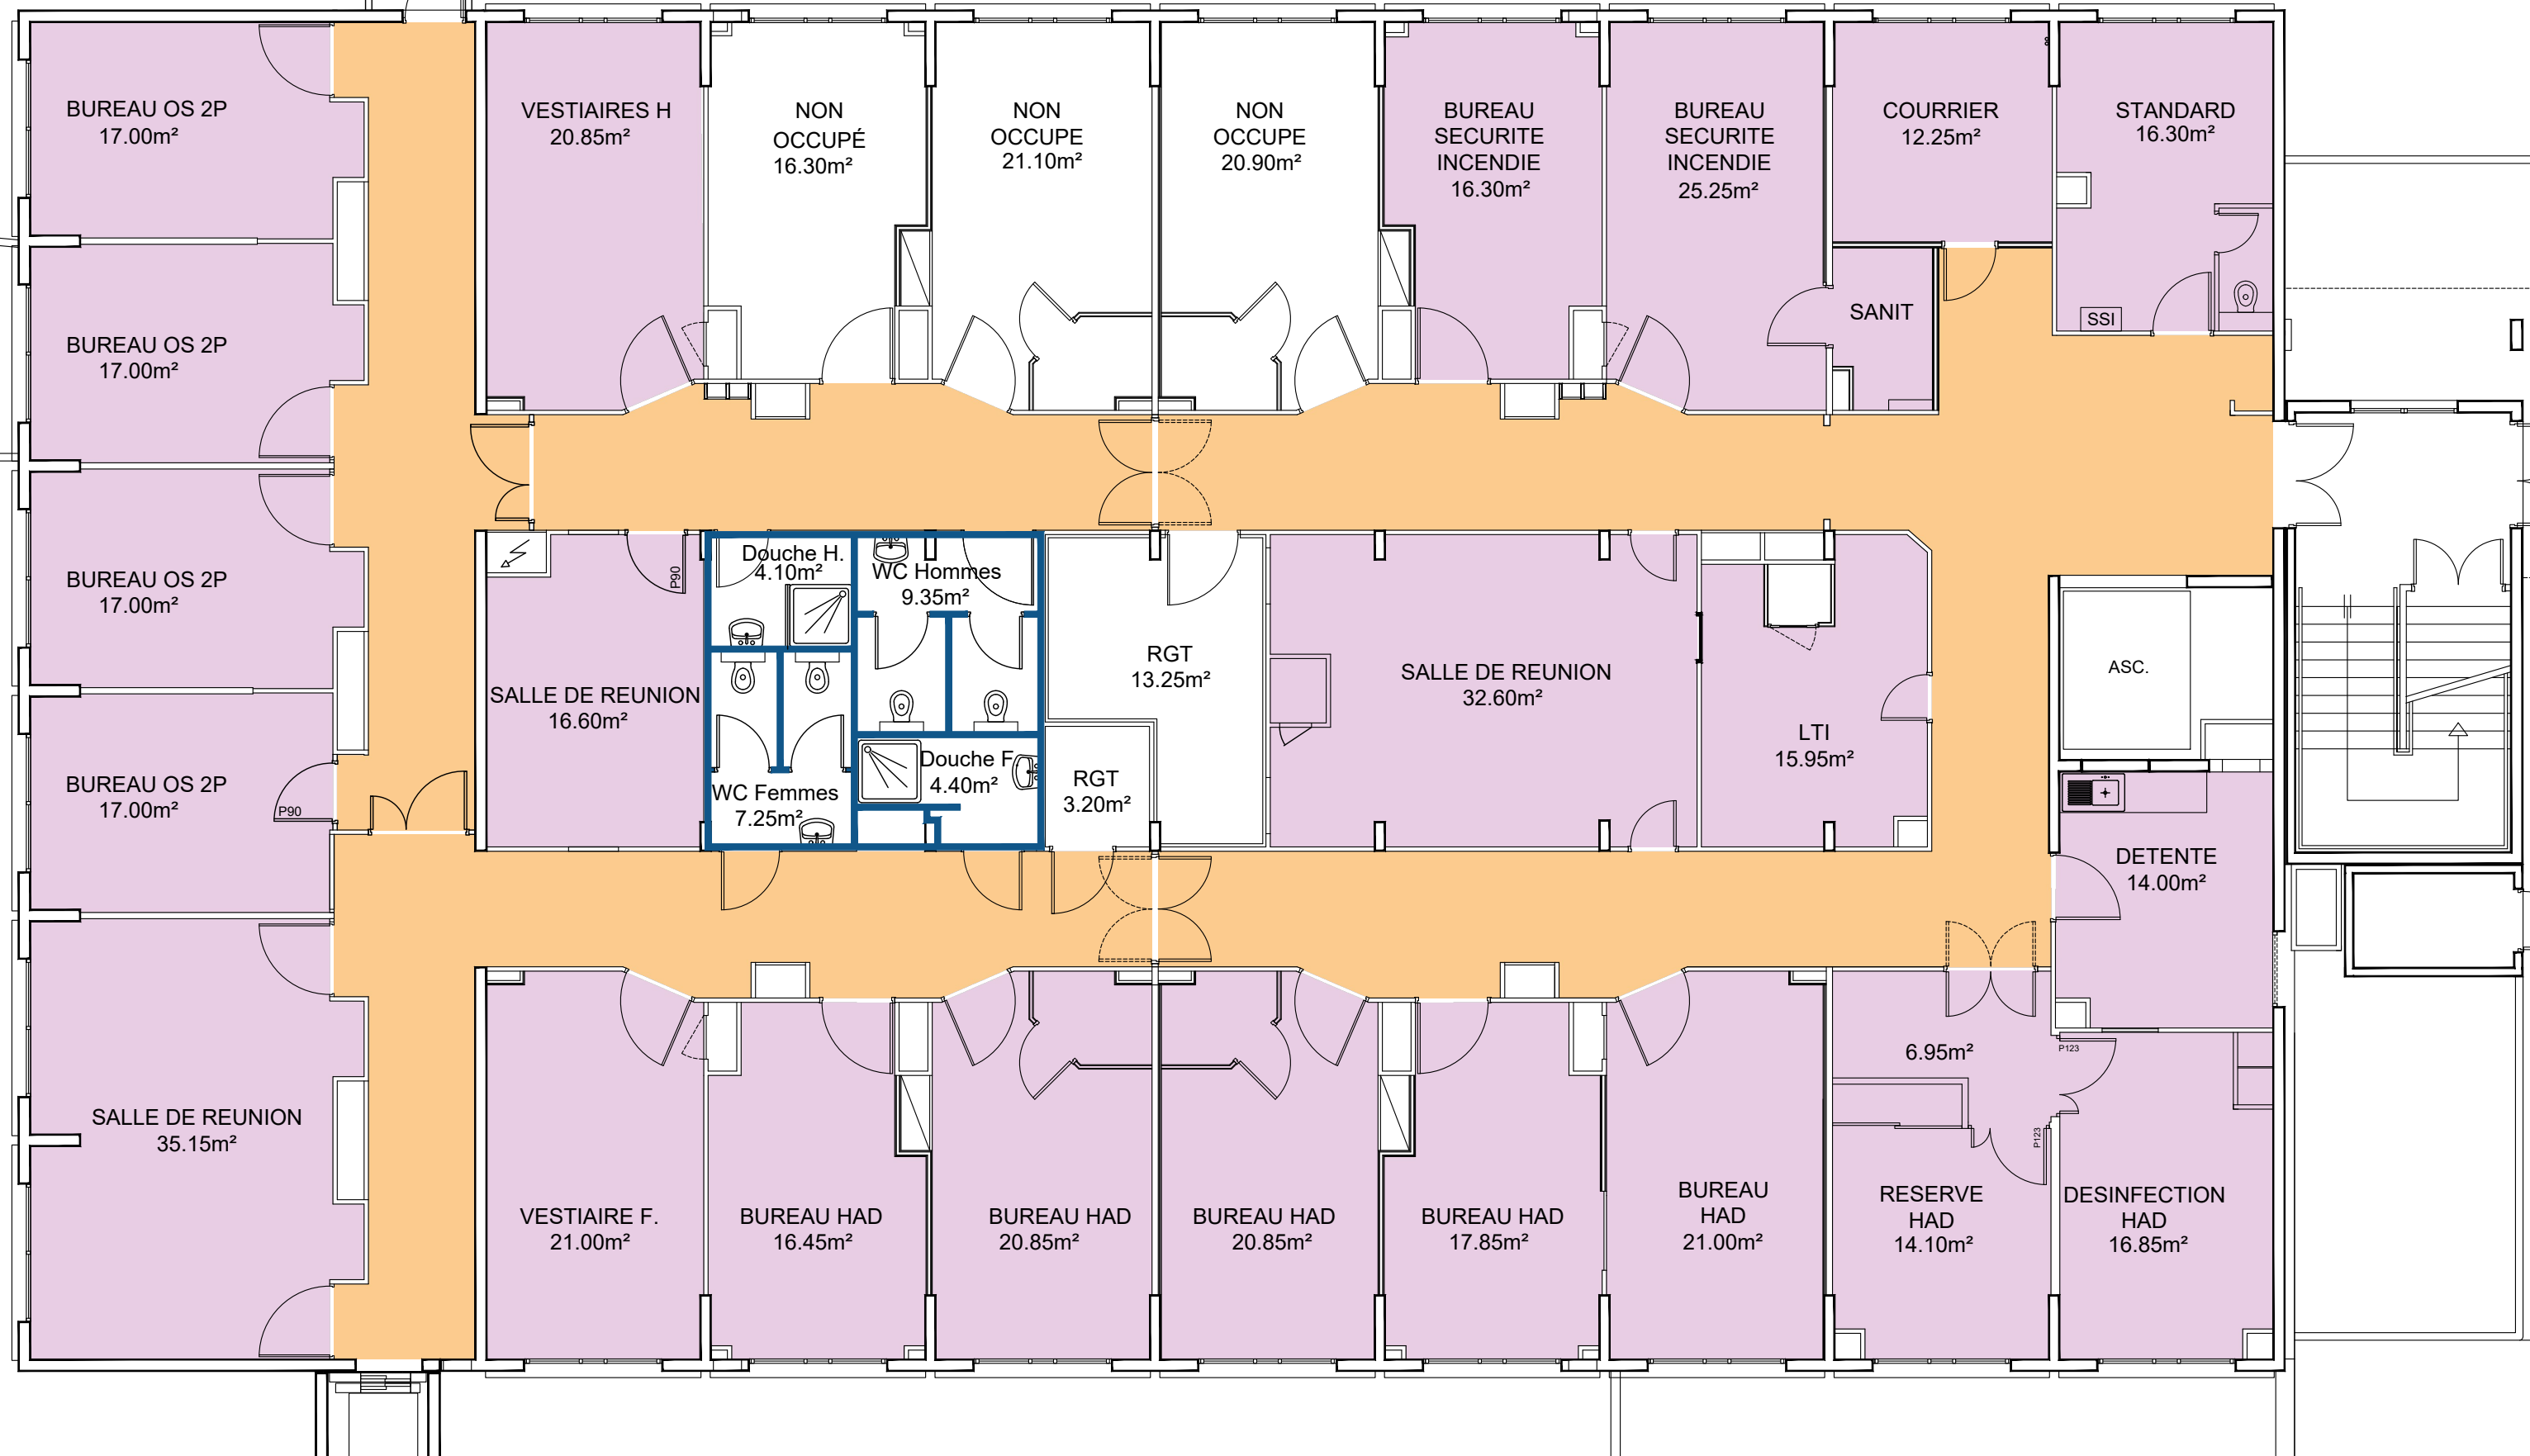 BUREAU OS 2P
17.00m²
VESTIAIRES H
20.85m²
NON
OCCUPÉ
16.30m²
NON
OCCUPE
21.10m²
NON
OCCUPE
20.90m²
BUREAU
SECURITE
INCENDIE
16.30m²
BUREAU
SECURITE
INCENDIE
25.25m²
COURRIER
12.25m²
STANDARD
16.30m²
SANIT
SSI
BUREAU OS 2P
17.00m²
BUREAU OS 2P
17.00m²
BUREAU OS 2P
17.00m²
P90
SALLE DE REUNION
16.60m²
P90
Douche H.
4.10m²
WC Hommes
9.35m²
WC Femmes
7.25m²
Douche F.
4.40m²
RGT
13.25m²
RGT
3.20m²
SALLE DE REUNION
32.60m²
LTI
15.95m²
ASC.
DETENTE
14.00m²
SALLE DE REUNION
35.15m²
VESTIAIRE F.
21.00m²
BUREAU HAD
16.45m²
BUREAU HAD
20.85m²
BUREAU HAD
20.85m²
BUREAU HAD
17.85m²
BUREAU
HAD
21.00m²
6.95m²
P123
P123
RESERVE
HAD
14.10m²
DESINFECTION
HAD
16.85m²